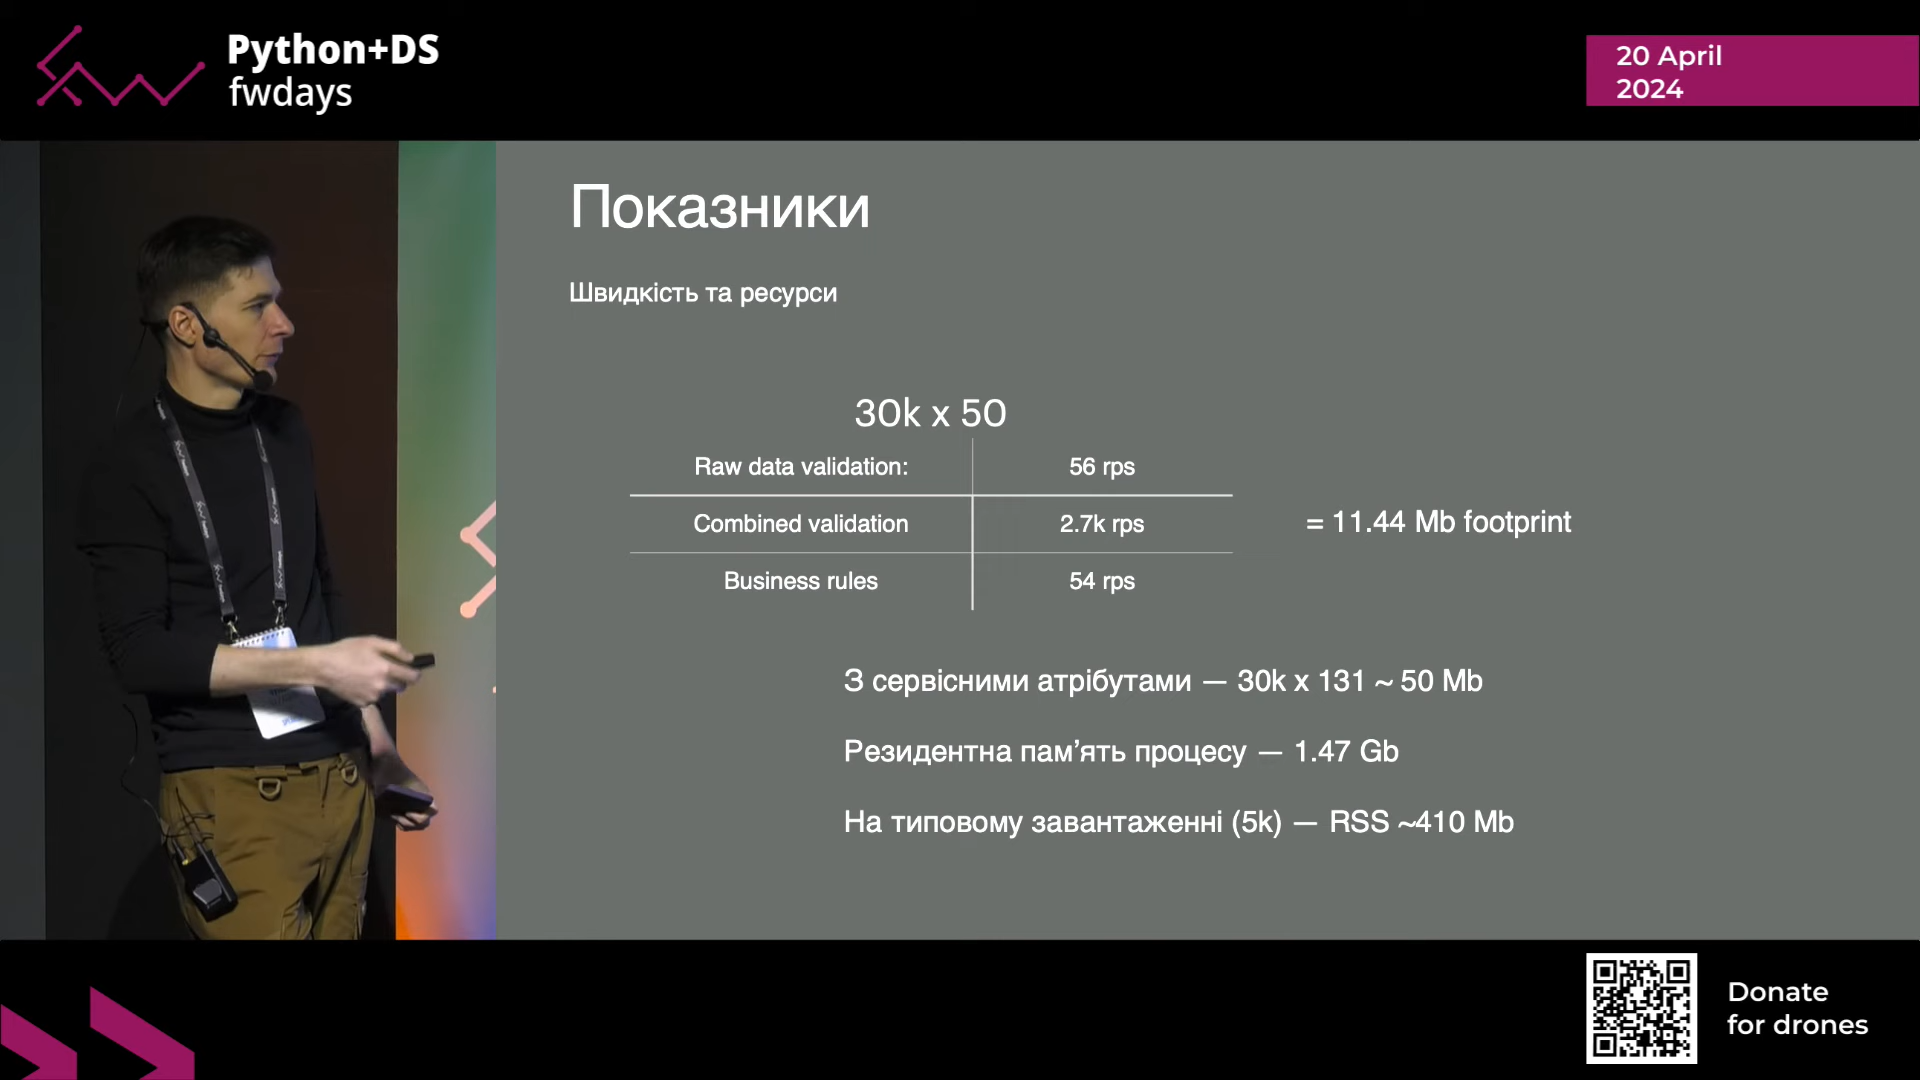 Python+DS
fwdays
20 April
2024
Показники
Швидкість та ресурси
30k x 50
Raw data validation: 56 rps
Combined validation 2.7k rps
= 11.44 Mb footprint
Business rules 54 rps
З сервісними атрібутами — 30k x 131 ~ 50 Mb
Резидентна пам’ять процесу — 1.47 Gb
На типовому завантаженні (5k) — RSS ~410 Mb
Donate
for drones